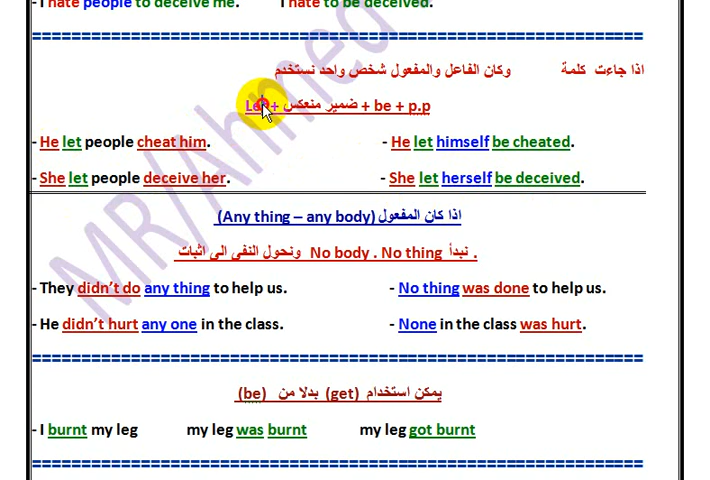 - I hate people to deceive me. I hate to be deceived.
====================================================
اذا جاءت كلمة وكان الفاعل والمفعول شخص واحد نستخدم
+ ضمير منعكس + be + p.p
- He let people cheat him. - He let himself be cheated.
- She let people deceive her. - She let herself be deceived.
اذا كان المفعول (Any thing – any body)
نبدأ No body . No thing ونحول النفى الى اثبات .
- They didn't do any thing to help us. - No thing was done to help us.
- He didn't hurt any one in the class. - None in the class was hurt.
====================================================
يمكن استخدام (get) بدلا من (be)
- I burnt my leg my leg was burnt my leg got burnt
====================================================
MR/Ahmed